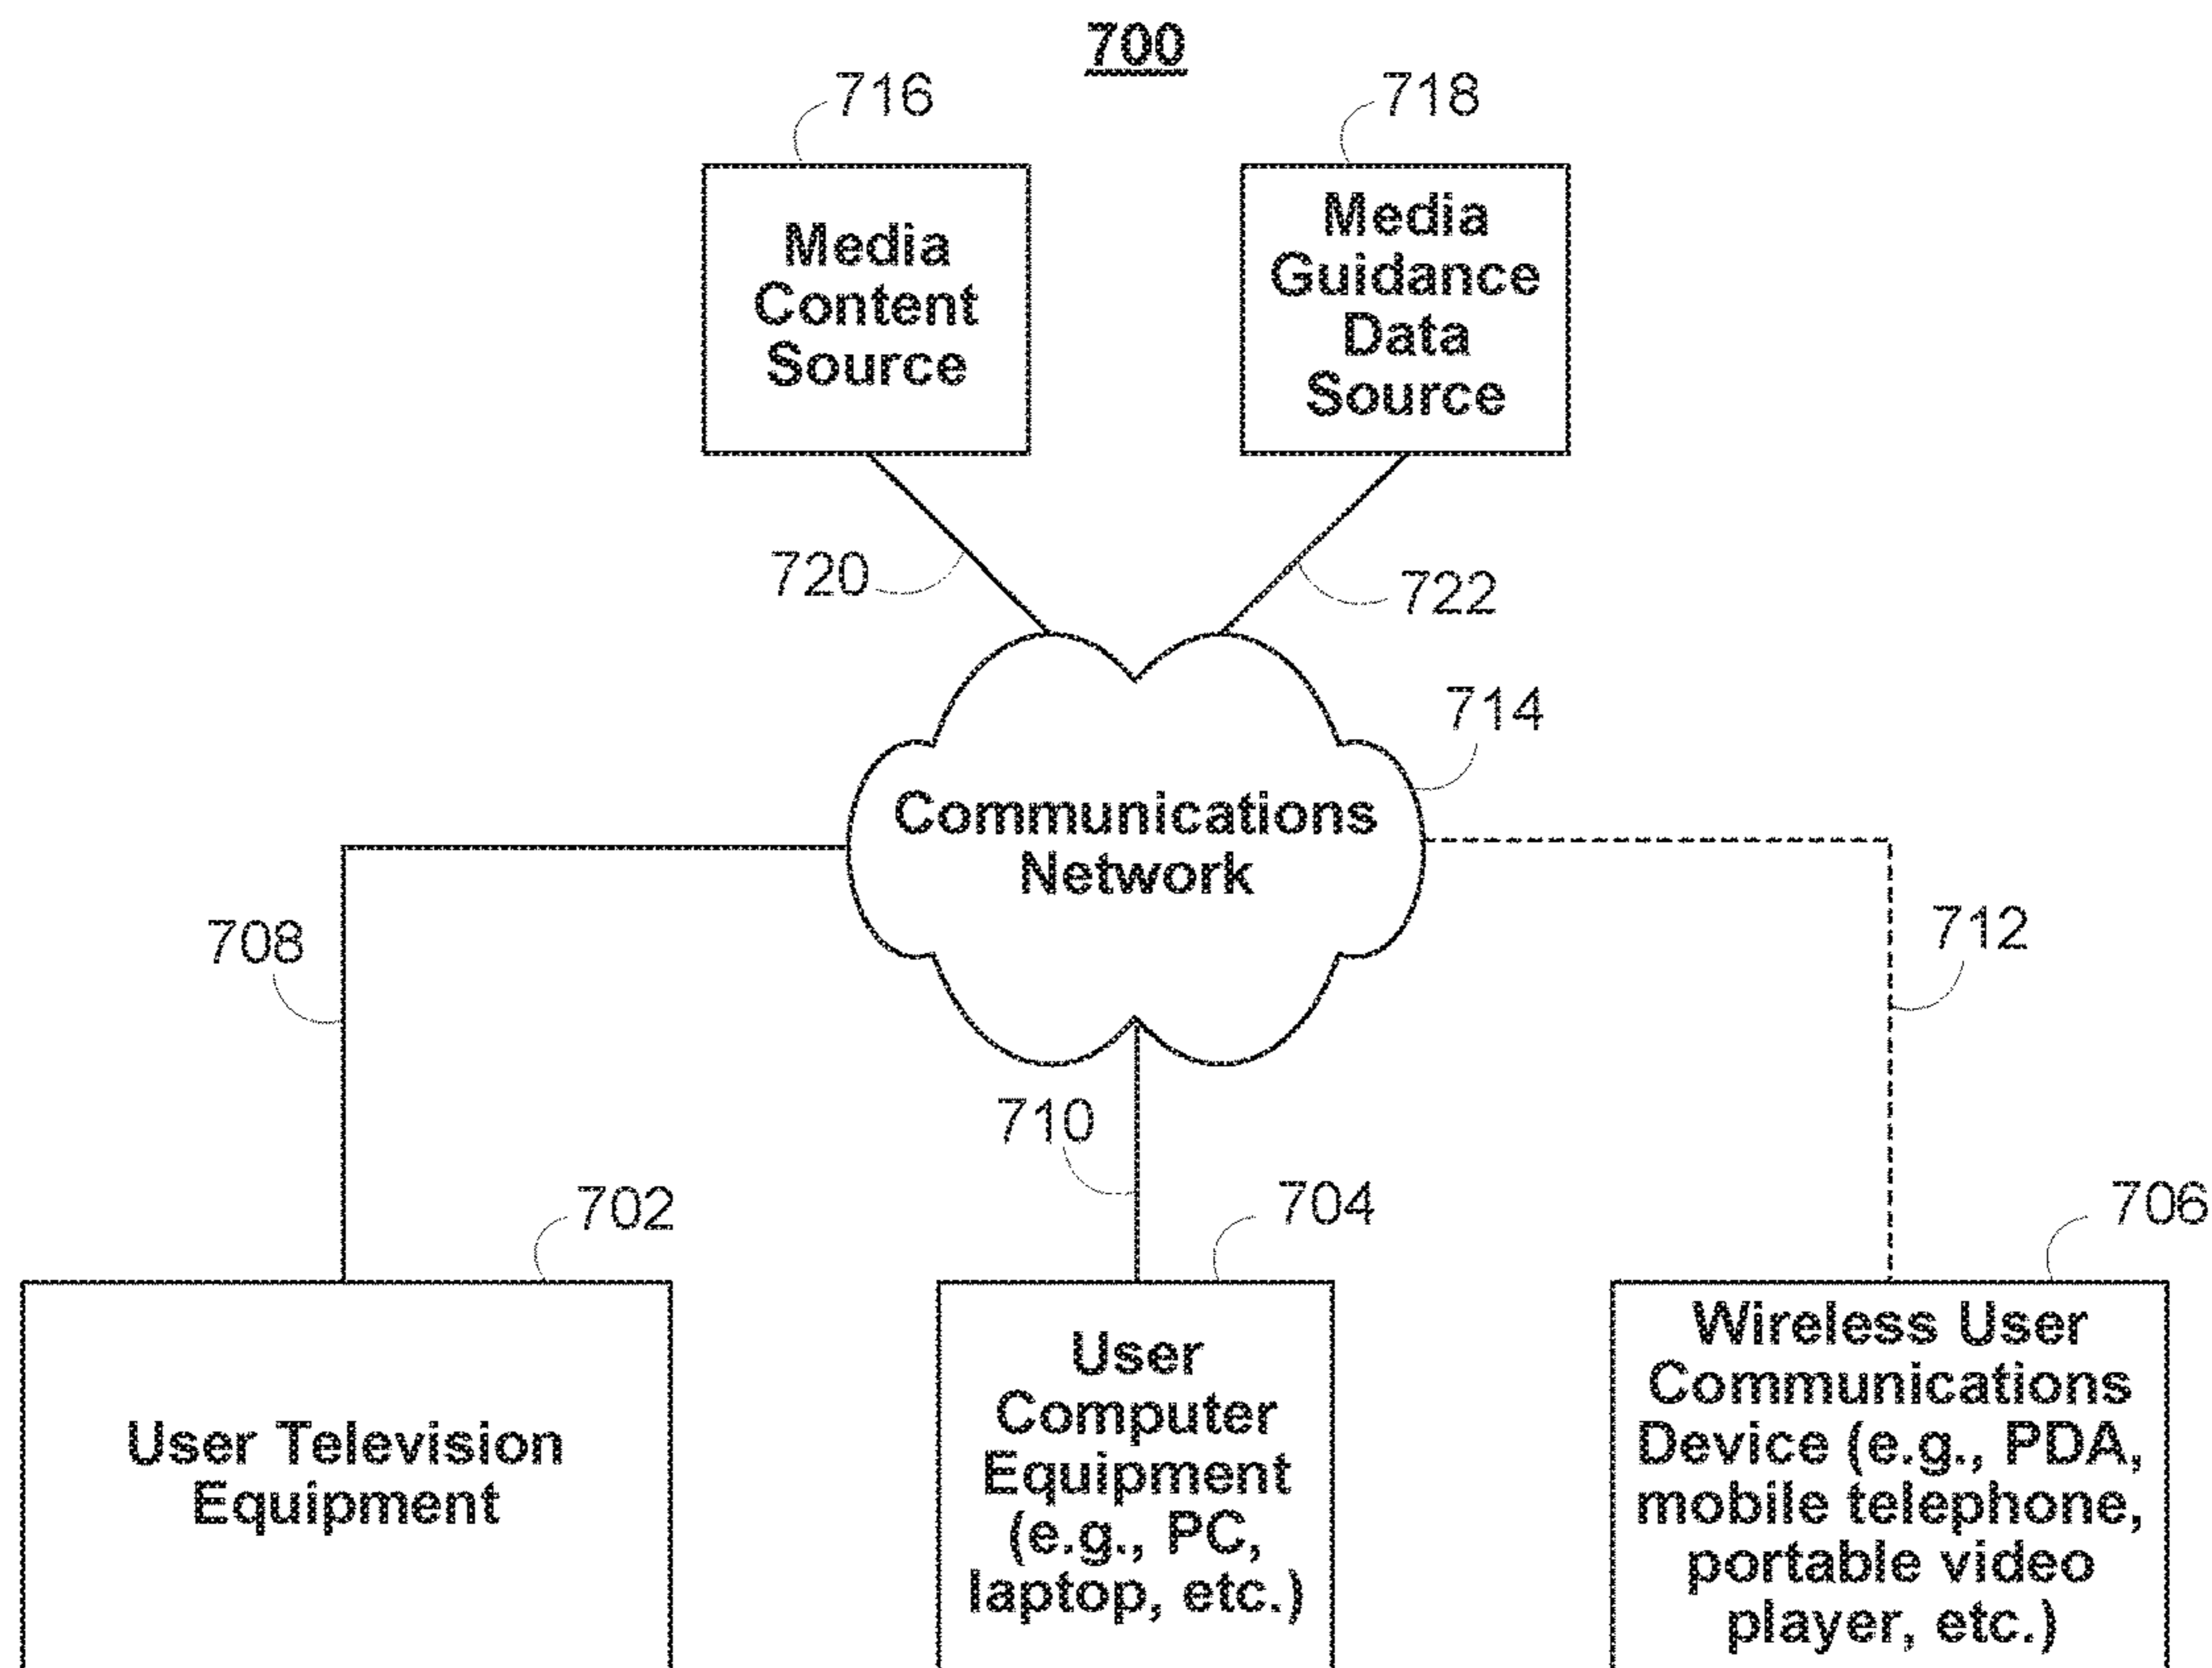 700
716
718
Media
Content
Source
Media
Guidance
Data
Source
720
722
714
Communications
Network
708
712
710
702
704
706
User Television
Equipment
User
Computer
Equipment
(e.g., PC,
laptop, etc.)
Wireless User
Communications
Device (e.g., PDA,
mobile telephone,
portable video
player, etc.)